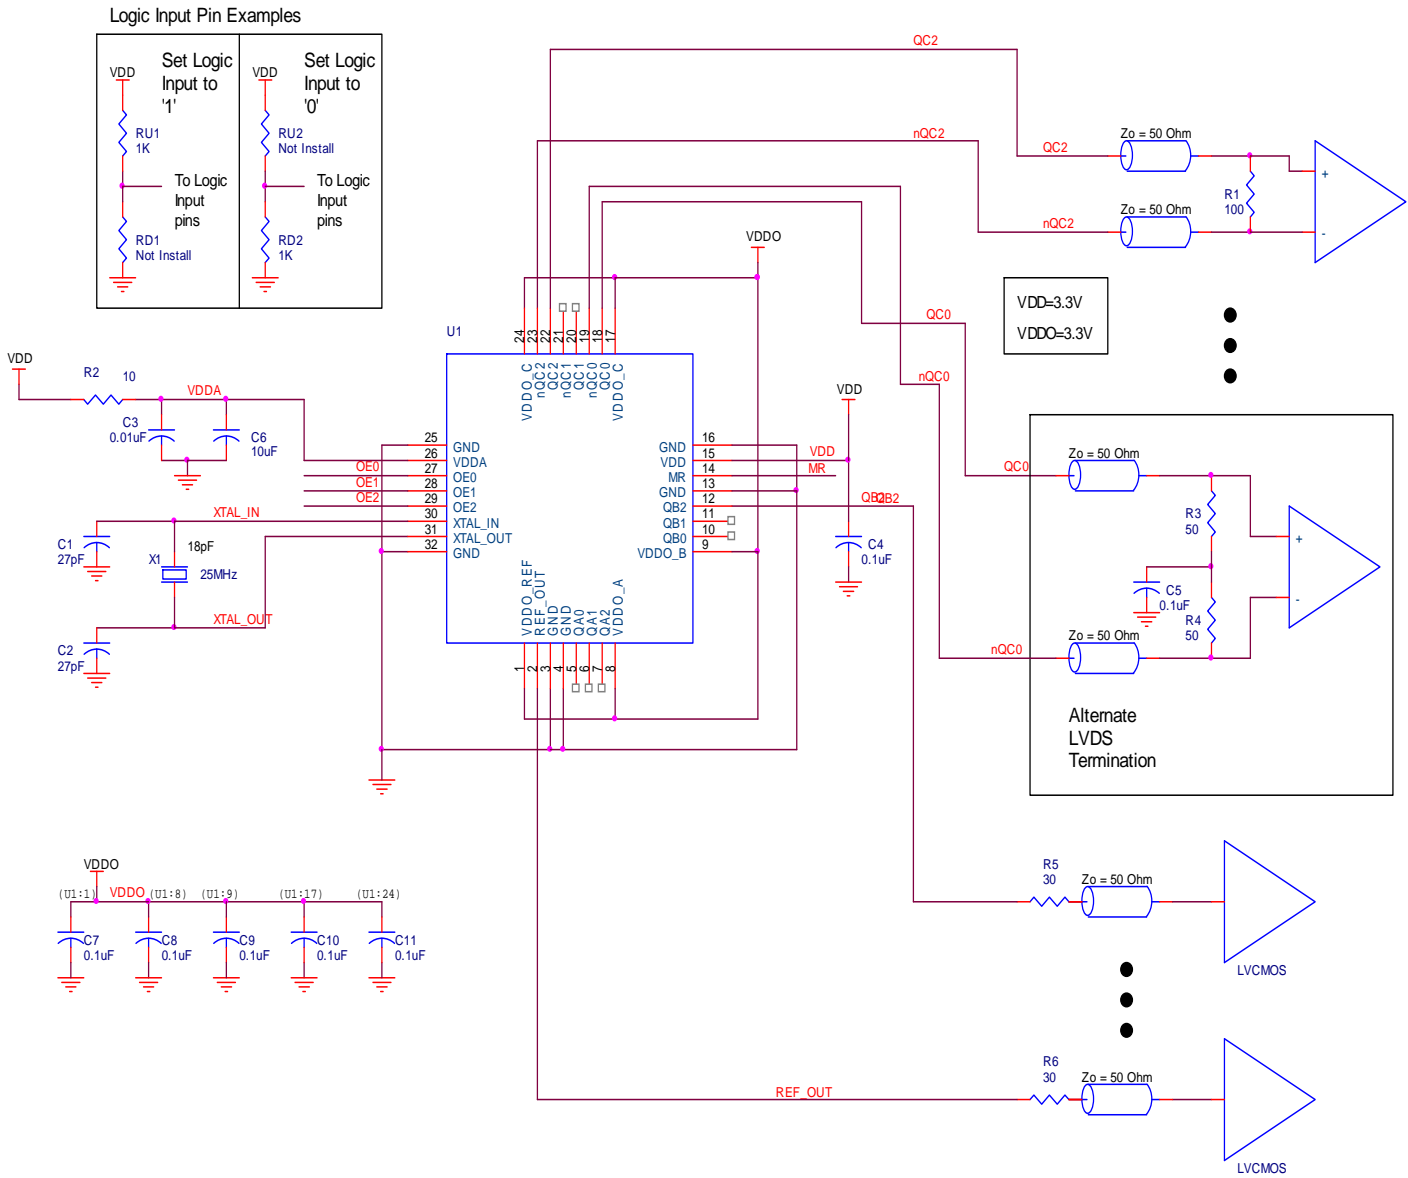 Logic Input Pin Examples
VDD
Set Logic
Input to
'1'
RU1
1K
To Logic
Input
pins
RD1
Not Install
VDD
Set Logic
Input to
'0'
RU2
Not Install
To Logic
Input
pins
RD2
1K
QC2
nQC2
QC2
Zo = 50 Ohm
nQC2
Zo = 50 Ohm
R1
100
+
-
VDDO
VDD=3.3V
VDDO=3.3V
QC0
nQC0
U1
24
23
22
21
20
19
18
17
VDDO_C
nQC2
QC2
nQC1
QC1
nQC0
QC0
VDDO_C
VDD
R2
10
VDDA
C3
0.01uF
C6
10uF
OE0
OE1
OE2
XTAL_IN
C1
27pF
X1
18pF
25MHz
XTAL_OUT
C2
27pF
25
26
27
28
29
30
31
32
GND
VDDA
OE0
OE1
OE2
XTAL_IN
XTAL_OUT
GND
GND
VDD
MR
GND
QB2
QB1
QB0
VDDO_B
16
15
14
13
12
11
10
9
VDD
VDD
MR
QB2
QB2
C4
0.1uF
VDDO_REF
REF_OUT
GND
GND
QA0
QA1
QA2
VDDO_A
1
2
3
4
5
6
7
8
QC0
Zo = 50 Ohm
R3
50
C5
0.1uF
R4
50
+
-
nQC0
Zo = 50 Ohm
Alternate
LVDS
Termination
VDDO
(U1:1)
VDDO
(U1:8)
(U1:9)
(U1:17)
(U1:24)
C7
0.1uF
C8
0.1uF
C9
0.1uF
C10
0.1uF
C11
0.1uF
R5
30
Zo = 50 Ohm
LVCMOS
REF_OUT
R6
30
Zo = 50 Ohm
LVCMOS